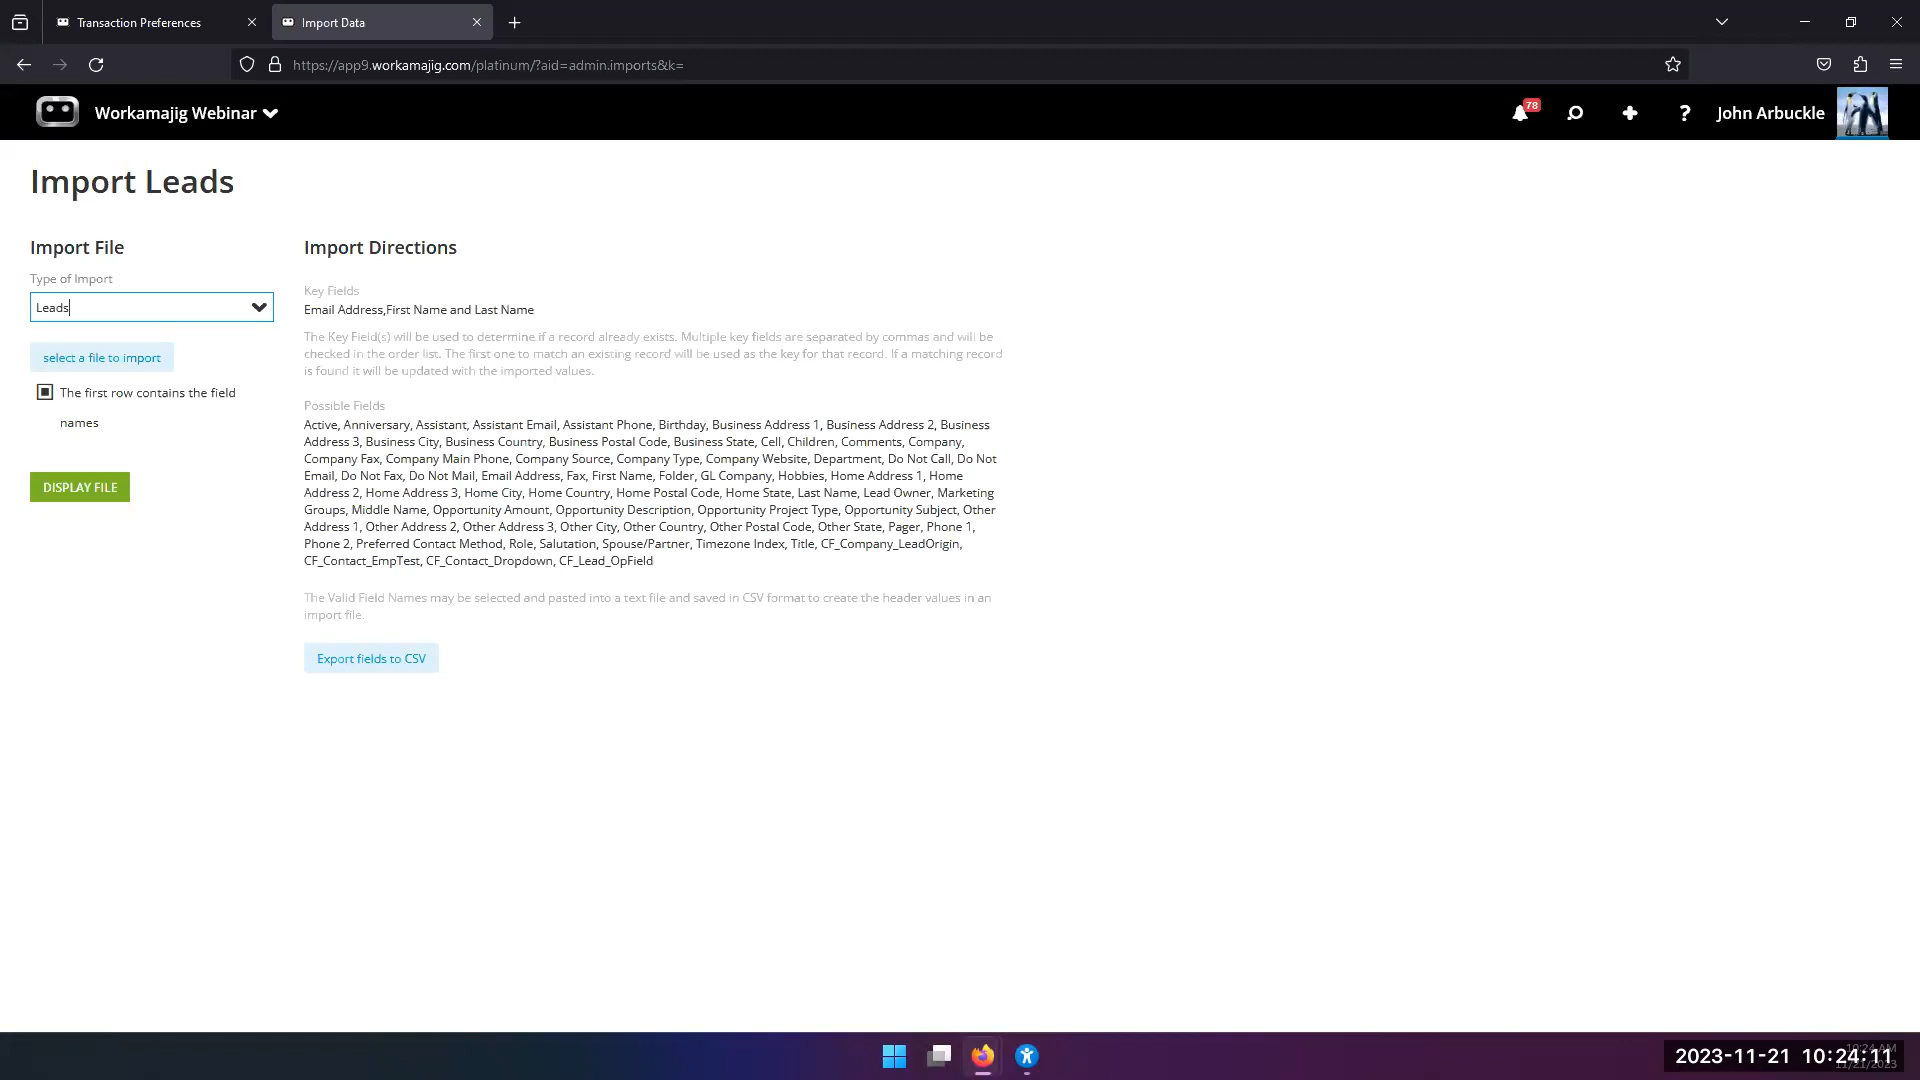 Transaction Preferences
Import Data
https://app9.workamajig.com/platinum/?aid=admin.imports&k=
Workamajig Webinar
78
John Arbuckle
Import Leads
Import File
Type of Import
Leads
select a file to import
The first row contains the field
names
DISPLAY FILE
Import Directions
Key Fields
Email Address,First Name and Last Name
The Key Field(s) will be used to determine if a record already exists. Multiple key fields are separated by commas and will be
checked in the order list. The first one to match an existing record will be used as the key for that record. If a matching record
is found it will be updated with the imported values.
Possible Fields
Active, Anniversary, Assistant, Assistant Email, Assistant Phone, Birthday, Business Address 1, Business Address 2, Business
Address 3, Business City, Business Country, Business Postal Code, Business State, Cell, Children, Comments, Company,
Company Fax, Company Main Phone, Company Source, Company Type, Company Website, Department, Do Not Call, Do Not
Email, Do Not Fax, Do Not Mail, Email Address, Fax, First Name, Folder, GL Company, Hobbies, Home Address 1, Home
Address 2, Home Address 3, Home City, Home Country, Home Postal Code, Home State, Last Name, Lead Owner, Marketing
Groups, Middle Name, Opportunity Amount, Opportunity Description, Opportunity Project Type, Opportunity Subject, Other
Address 1, Other Address 2, Other Address 3, Other City, Other Country, Other Postal Code, Other State, Pager, Phone 1,
Phone 2, Preferred Contact Method, Role, Salutation, Spouse/Partner, Timezone Index, Title, CF_Company_LeadOrigin,
CF_Contact_EmpTest, CF_Contact_Dropdown, CF_Lead_OpField
The Valid Field Names may be selected and pasted into a text file and saved in CSV format to create the header values in an
import file.
Export fields to CSV
10:24 AM
2023-11-21 10:24:11
11/21/2023